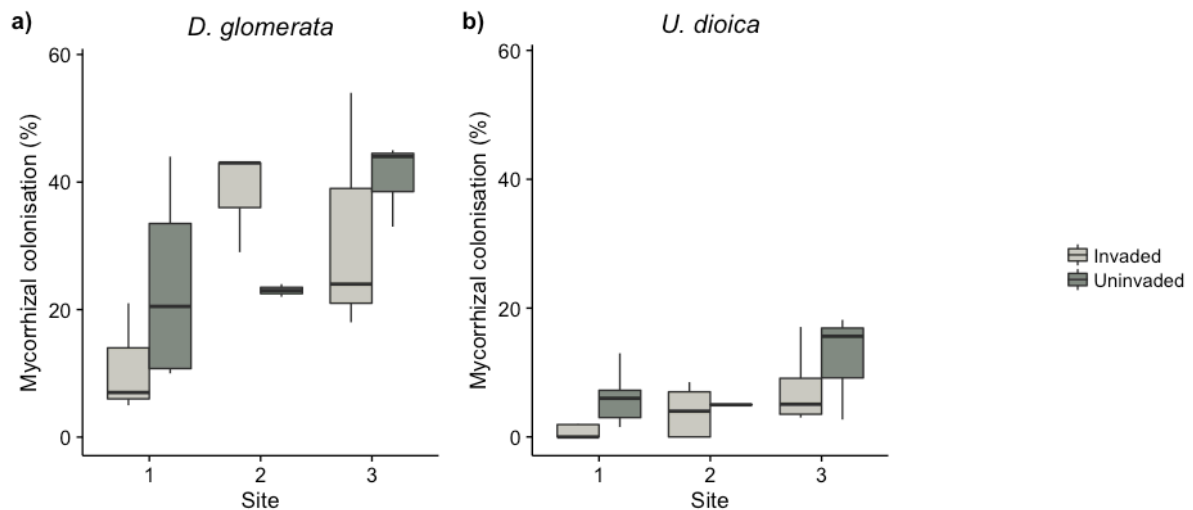 a)
D. glomerata
Mycorrhizal colonisation (%)
60
40
20
0
1 2 3
Site
b)
U. dioica
Mycorrhizal colonisation (%)
60
40
20
0
1 2 3
Site
Invaded
Uninvaded